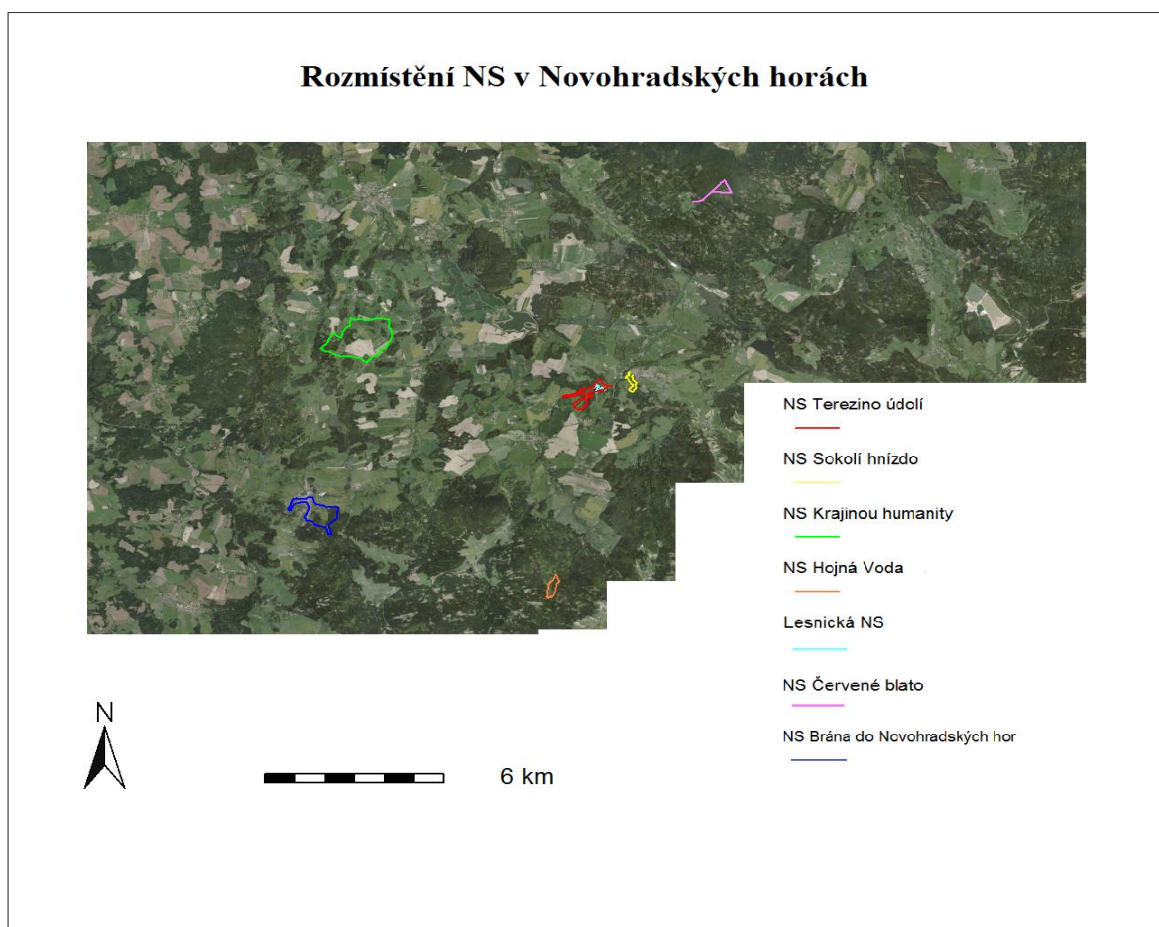 Rozmístění NS v Novohradských horách
NS Terezino údolí
NS Sokolí hnízdo
NS Krajinou humanity
NS Hojná Voda
Lesnická NS
NS Červené blato
NS Brána do Novohradských hor
N
6 km